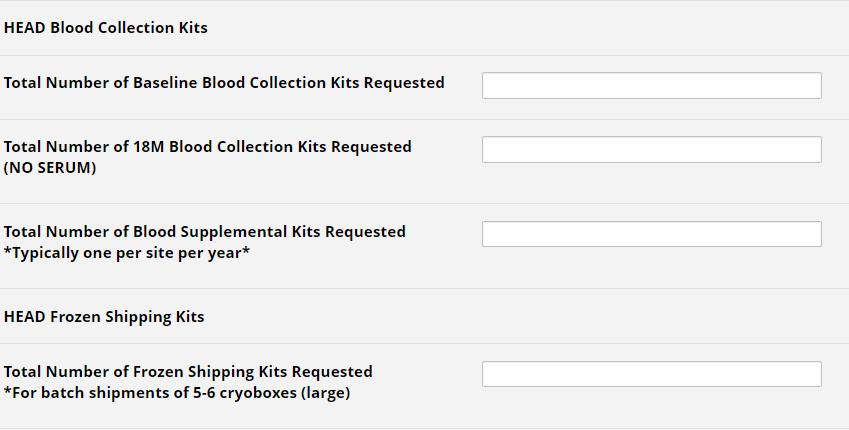 HEAD Blood Collection Kits
Total Number of Baseline Blood Collection Kits Requested
Total Number of 18M Blood Collection Kits Requested
(NO SERUM)
Total Number of Blood Supplemental Kits Requested
*Typically one per site per year*
HEAD Frozen Shipping Kits
Total Number of Frozen Shipping Kits Requested
*For batch shipments of 5-6 cryoboxes (large)